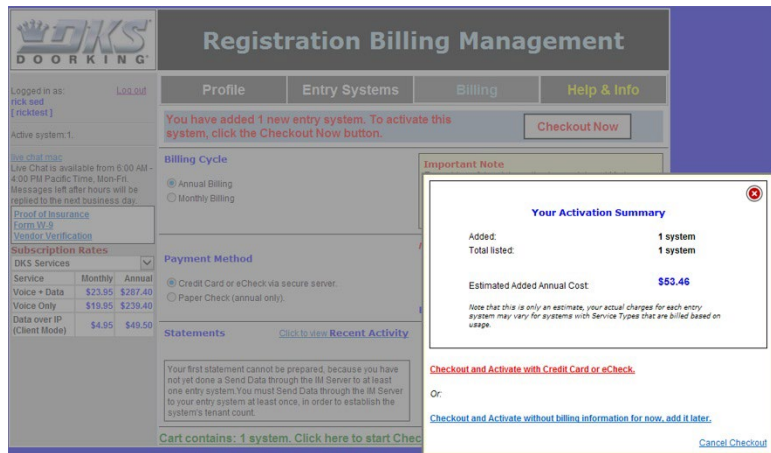 DKS
DOORKING
Registration Billing Management
Logged in as:
Log out
rick sed
[ ricktest ]
Active system:1.
live chat mac
Live Chat is available from 6:00 AM -
4:00 PM Pacific Time, Mon-Fri.
Messages left after hours will be
replied to the next business day.
Proof of Insurance
Form W-9
Vendor Verification
Subscription Rates
DKS Services
Service Monthly Annual
Voice + Data $23.95 $287.40
Voice Only $19.95 $239.40
Data over IP
(Client Mode) $4.95 $49.50
Profile
Entry Systems
Billing
Help & Info
You have added 1 new entry system. To activate this
system, click the Checkout Now button.
Checkout Now
Billing Cycle
Annual Billing
Monthly Billing
Important Note
Payment Method
Credit Card or eCheck via secure server.
Paper Check (annual only).
Statements
Click to view Recent Activity
Your first statement cannot be prepared, because you have
not yet done a Send Data through the IM Server to at least
one entry system.You must Send Data through the IM Server
to your entry system at least once, in order to establish the
system's tenant count.
Cart contains: 1 system. Click here to start Chec
Your Activation Summary
Added: 1 system
Total listed: 1 system
Estimated Added Annual Cost: $53.46
Note that this is only an estimate, your actual charges for each entry
system may vary for systems with Service Types that are billed based on
usage.
Checkout and Activate with Credit Card or eCheck.
Or:
Checkout and Activate without billing information for now, add it later.
Cancel Checkout